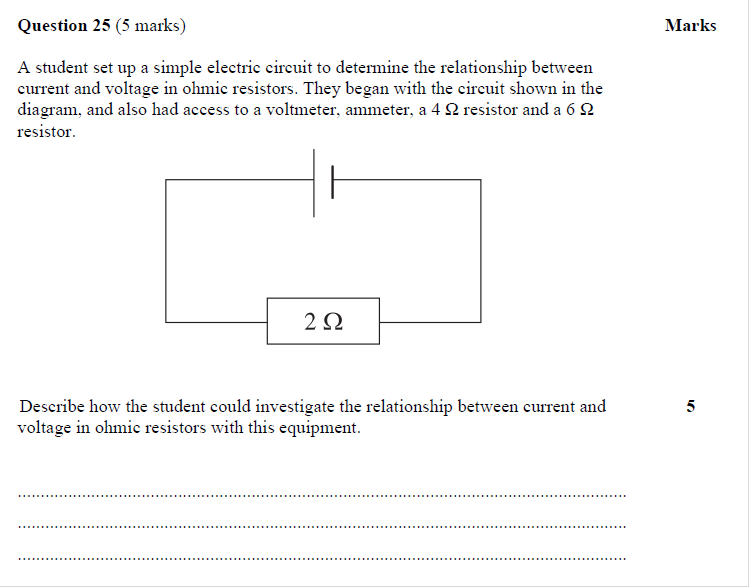 Question 25 (5 marks)
Marks
A student set up a simple electric circuit to determine the relationship between
current and voltage in ohmic resistors. They began with the circuit shown in the
diagram, and also had access to a voltmeter, ammeter, a 4 Ω resistor and a 6 Ω
resistor.
2 Ω
Describe how the student could investigate the relationship between current and
5
voltage in ohmic resistors with this equipment.